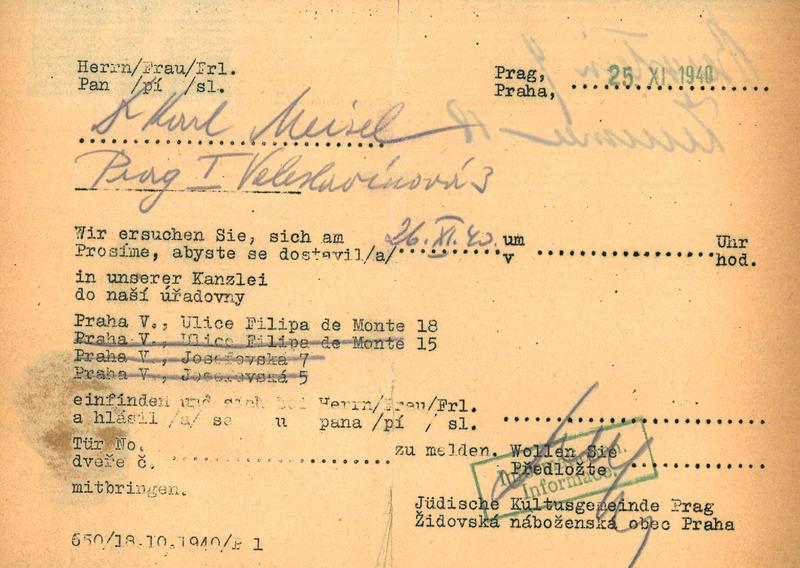 Herrn/Frau/Frl.
Pan /pí /sl.
Prag,
Praha, 25 XI 1940
Dr Karl Meisel
Prag I Veleslavínová 3
Wir ersuchen Sie, sich am 26. XI. 40 um Uhr
Prosíme, abyste se dostavil/a/ v hod.
in unserer Kanzlei
do naší úřadovny
Praha V., Ulice Filipa de Monte 18
Praha V., Ulice Filipa de Monte 15
Praha V., Josefovská 7
Praha V., Josefovská 5
einfinden und sich bei Herrn/Frau/Frl.
a hlásil /a/ se u pana /pí / sl.
Tür No. zu melden. Wollen Sie
dveře č. Předložte
Informace.
mitbringen.
Jüdische Kultusgemeinde Prag
Židovská náboženská obec Praha
650/18.10.1940/P 1